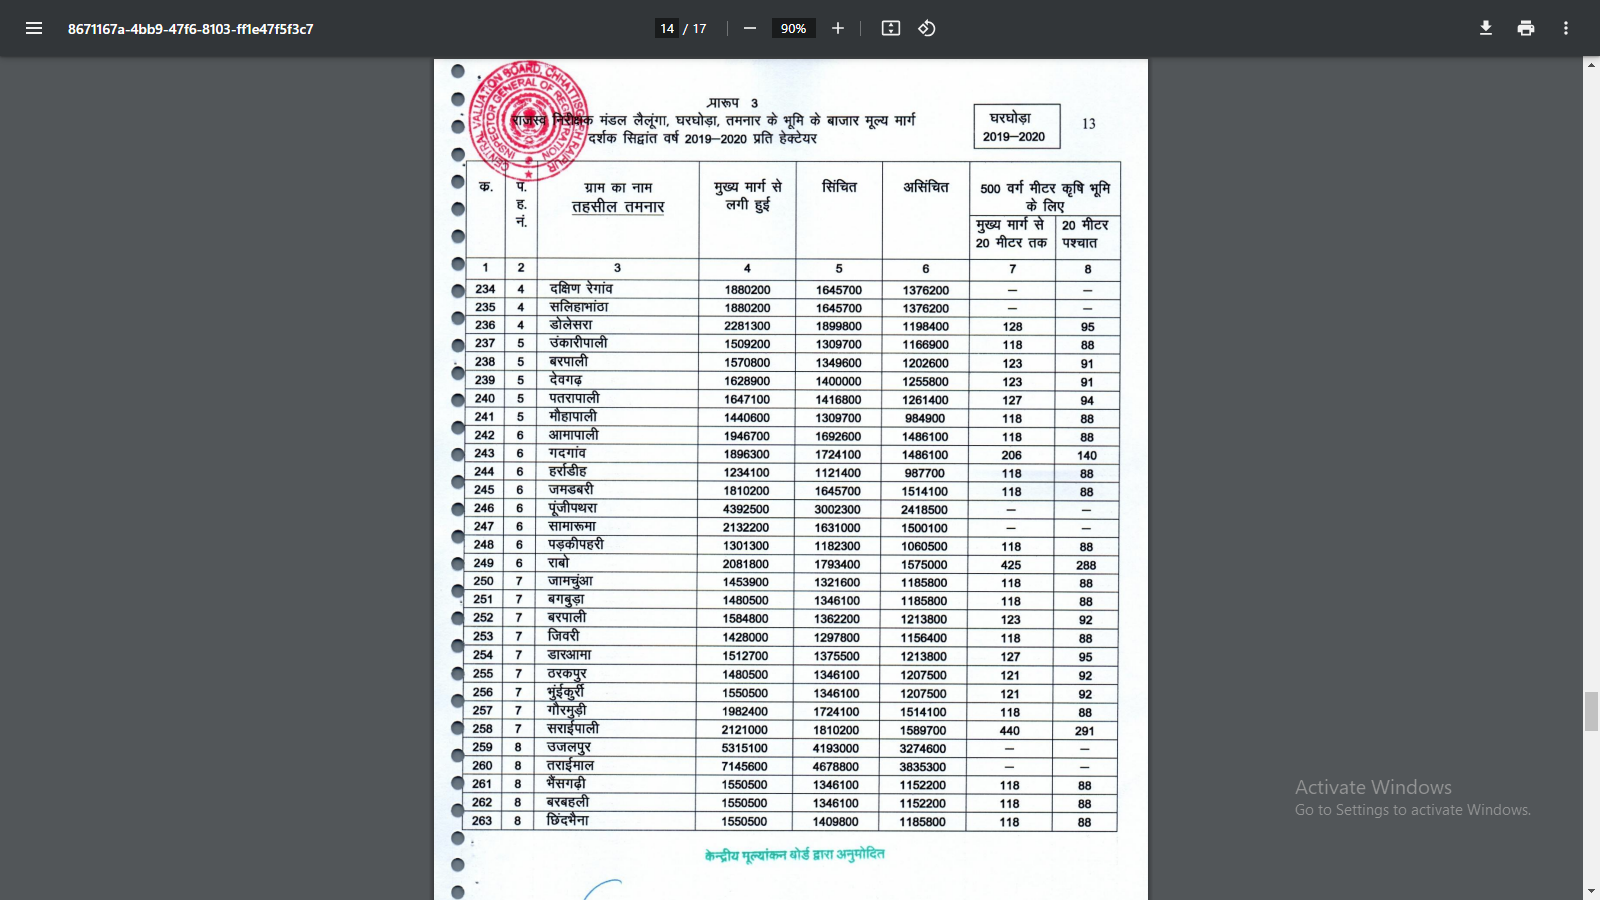 8671167a-4bb9-47f6-8103-ff1e47f5f3c7
14 / 17
90%
CENTRAL VALUATION BOARD, CHHATTISGARH RAIPUR
INSPECTOR GENERAL OF REGISTRATION
प्रारूप 3
राजस्व निरीक्षक मंडल लैलूंगा, घरघोड़ा, तमनार के भूमि के बाजार मूल्य मार्ग
दर्शक सिद्वांत वर्ष 2019–2020 प्रति हेक्टेयर
घरघोड़ा
2019–2020
13
क. प. ह. नं. ग्राम का नाम तहसील तमनार मुख्य मार्ग से लगी हुई सिंचित असिंचित 500 वर्ग मीटर कृषि भूमि के लिए
मुख्य मार्ग से 20 मीटर तक 20 मीटर पश्चात
1 2 3 4 5 6 7 8
234 4 दक्षिण रेगांव 1880200 1645700 1376200 – –
235 4 सलिहाभांठा 1880200 1645700 1376200 – –
236 4 डोलेसरा 2281300 1899800 1198400 128 95
237 5 उंकारीपाली 1509200 1309700 1166900 118 88
238 5 बरपाली 1570800 1349600 1202600 123 91
239 5 देवगढ़ 1628900 1400000 1255800 123 91
240 5 पतरापाली 1647100 1416800 1261400 127 94
241 5 मौहापाली 1440600 1309700 984900 118 88
242 6 आमापाली 1946700 1692600 1486100 118 88
243 6 गदगांव 1896300 1724100 1486100 206 140
244 6 हर्राडीह 1234100 1121400 987700 118 88
245 6 जमडबरी 1810200 1645700 1514100 118 88
246 6 पूंजीपथरा 4392500 3002300 2418500 – –
247 6 सामारूमा 2132200 1631000 1500100 – –
248 6 पड़कीपहरी 1301300 1182300 1060500 118 88
249 6 राबो 2081800 1793400 1575000 425 288
250 7 जामचुंआ 1453900 1321600 1185800 118 88
251 7 बगबुड़ा 1480500 1346100 1185800 118 88
252 7 बरपाली 1584800 1362200 1213800 123 92
253 7 जिवरी 1428000 1297800 1156400 118 88
254 7 डारआमा 1512700 1375500 1213800 127 95
255 7 ठरकपुर 1480500 1346100 1207500 121 92
256 7 भुंईकुर्री 1550500 1346100 1207500 121 92
257 7 गौरमुड़ी 1982400 1724100 1514100 118 88
258 7 सराईपाली 2121000 1810200 1589700 440 291
259 8 उजलपुर 5315100 4193000 3274600 – –
260 8 तराईमाल 7145600 4678800 3835300 – –
261 8 भैंसगढ़ी 1550500 1346100 1152200 118 88
262 8 बरबहली 1550500 1346100 1152200 118 88
263 8 छिंदभैना 1550500 1409800 1185800 118 88
केन्द्रीय मूल्यांकन बोर्ड द्वारा अनुमोदित
Activate Windows
Go to Settings to activate Windows.